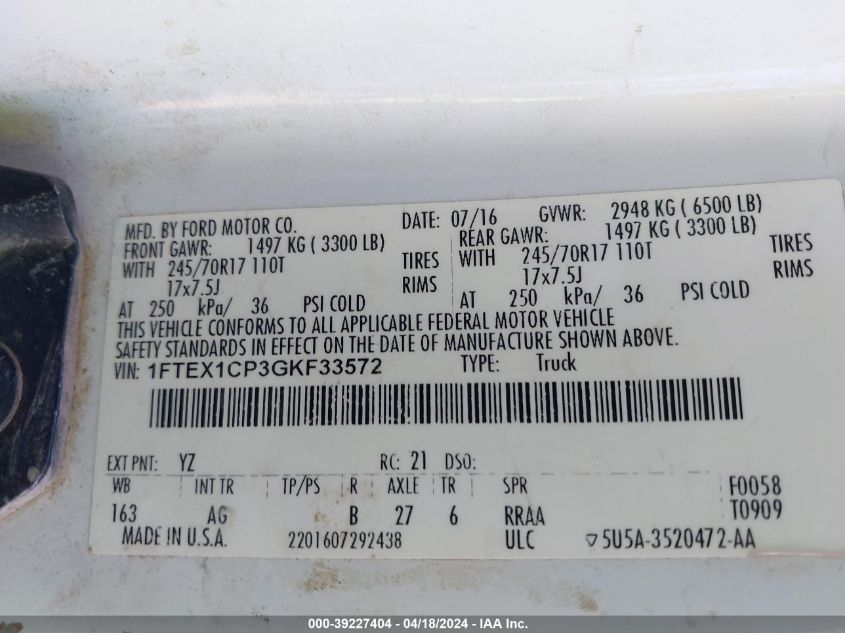 MFD. BY FORD MOTOR CO. DATE: 07/16 GVWR: 2948 KG ( 6500 LB)
FRONT GAWR: 1497 KG ( 3300 LB) REAR GAWR: 1497 KG ( 3300 LB)
WITH 245/70R17 110T TIRES WITH 245/70R17 110T TIRES
17x7.5J RIMS 17x7.5J RIMS
AT 250 kPa/ 36 PSI COLD AT 250 kPa/ 36 PSI COLD
THIS VEHICLE CONFORMS TO ALL APPLICABLE FEDERAL MOTOR VEHICLE
SAFETY STANDARDS IN EFFECT ON THE DATE OF MANUFACTURE SHOWN ABOVE.
VIN: 1FTEX1CP3GKF33572 TYPE: Truck
EXT PNT: YZ RC: 21 DSO:
WB INT TR TP/PS R AXLE TR SPR F0058
163 AG B 27 6 RRAA T0909
MADE IN U.S.A. 2201607292438 ULC ▽5U5A-3520472-AA
000-39227404 - 04/18/2024 - IAA Inc.